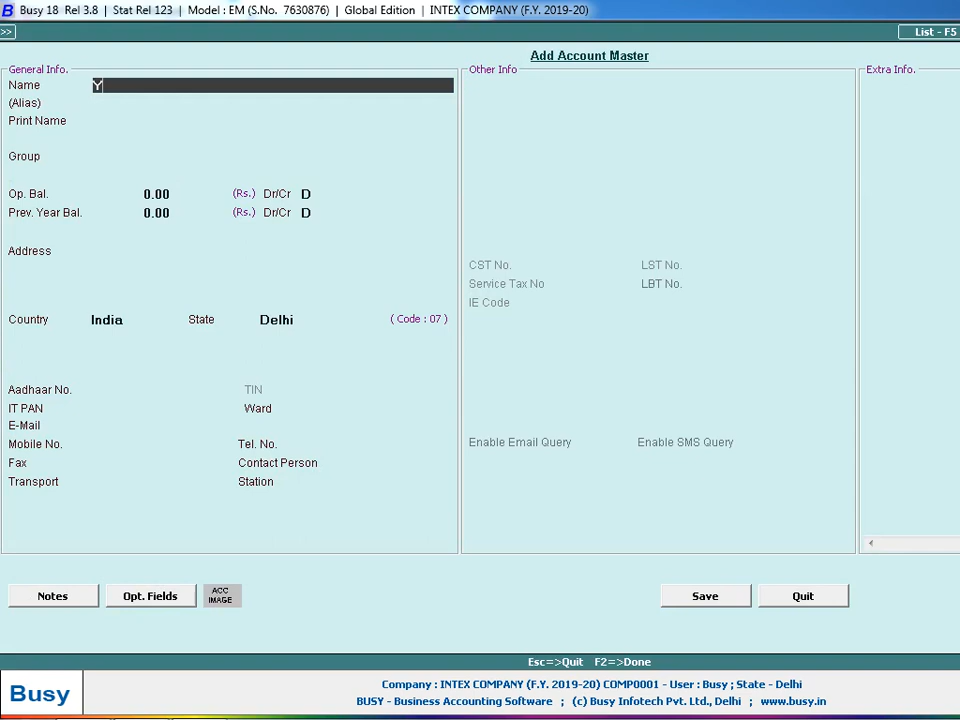 B Busy 18 Rel 3.8 | Stat Rel 123 | Model : EM (S.No. 7630876) | Global Edition | INTEX COMPANY (F.Y. 2019-20)
>> List - F5
Add Account Master
General Info. Other Info Extra Info.
Name Y
(Alias)
Print Name
Group
Op. Bal. 0.00 (Rs.) Dr/Cr D
Prev. Year Bal. 0.00 (Rs.) Dr/Cr D
Address
CST No. LST No.
Service Tax No LBT No.
IE Code
Country India State Delhi ( Code : 07 )
Aadhaar No. TIN
IT PAN Ward
E-Mail
Mobile No. Tel. No. Enable Email Query Enable SMS Query
Fax Contact Person
Transport Station
Notes Opt. Fields ACC IMAGE Save Quit
Esc=>Quit F2=>Done
Busy
Company : INTEX COMPANY (F.Y. 2019-20) COMP0001 - User : Busy ; State - Delhi
BUSY - Business Accounting Software ; (c) Busy Infotech Pvt. Ltd., Delhi ; www.busy.in